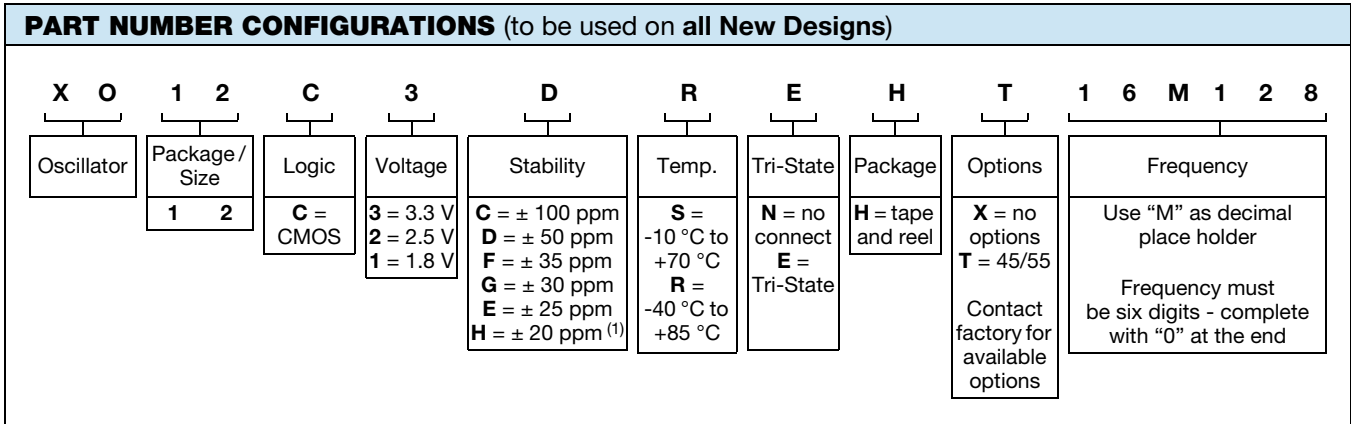 PART NUMBER CONFIGURATIONS (to be used on all New Designs)
X O 1 2 C 3 D R E H T 1 6 M 1 2 8
Oscillator
Package /
Size
1 2
Logic
C =
CMOS
Voltage
3 = 3.3 V
2 = 2.5 V
1 = 1.8 V
Stability
C = ± 100 ppm
D = ± 50 ppm
F = ± 35 ppm
G = ± 30 ppm
E = ± 25 ppm
H = ± 20 ppm (1)
Temp.
S =
-10 °C to
+70 °C
R =
-40 °C to
+85 °C
Tri-State
N = no
connect
E =
Tri-State
Package
H = tape
and reel
Options
X = no
options
T = 45/55
Contact
factory for
available
options
Frequency
Use “M” as decimal
place holder
Frequency must
be six digits - complete
with “0” at the end